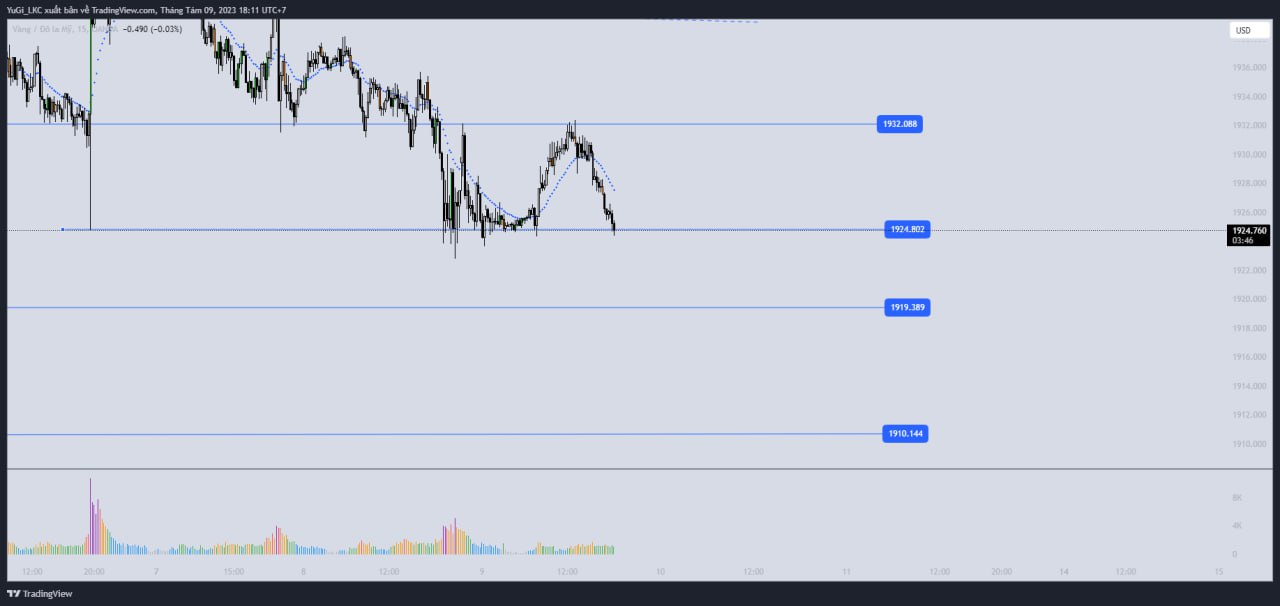 YuGi_LKC xuất bản về TradingView.com, Tháng Tám 09, 2023 18:11 UTC+7
Vàng / Đô la Mỹ, 15, OANDA −0.490 (−0.03%)
USD
1936.000
1934.000
1932.088
1932.000
1930.000
1928.000
1926.000
1924.802
1924.760
03:46
1922.000
1920.000
1919.389
1918.000
1916.000
1914.000
1912.000
1910.144
1910.000
8K
4K
0
12:00 20:00 7 15:00 8 12:00 9 12:00 10 12:00 11 12:00 20:00 14 12:00 15
TradingView